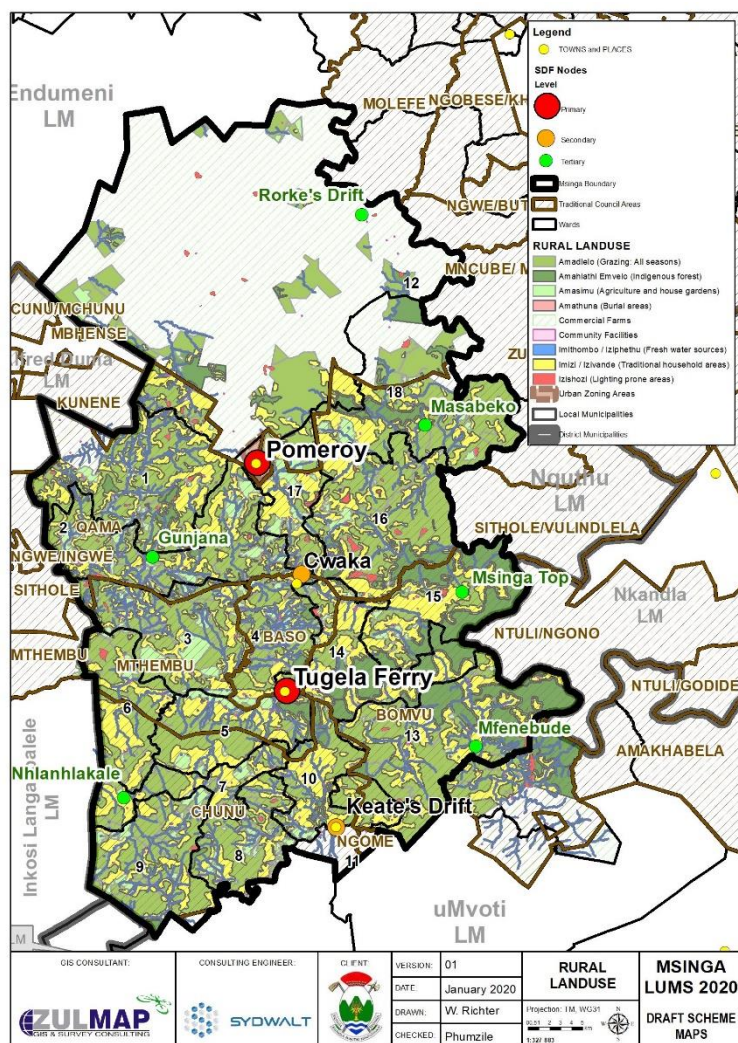 Endumeni
LM
MOLEFE
NGOBESE/KH
Rorke's Drift
NGWE/BUT
MNCUBE/ M
12
CUNU/MCHUNU
MBHENSE
ZU
LM
KUNENE
18
Masabeko
Pomeroy
1
17
Nquthu
LM
2
QAMA
16
SITHOLE/VULINDLELA
NGWE/INGWE
Gunjana
Cwaka
Msinga Top
SITHOLE
15
Nkandla
LM
3
4
BASO
14
NTULI/NGONO
MTHEMBU
MTHEMBU
Tugela Ferry
NTULI/GODIDE
6
BOMVU
5
13
Mfenebude
AMAKHABELA
Nhlanhlakale
7
10
CHUNU
Keate's Drift
8
NGOME
9
11
uMvoti
LM
LM
LM
Legend
TOWNS and PLACES
SDF Nodes
Level
Primary
Secondary
Tertiary
Msinga Boundary
Traditional Council Areas
Wards
RURAL LANDUSE
Amadlelo (Grazing: All seasons)
Amahlathi Emvelo (Indigenous forest)
Amasimu (Agriculture and house gardens)
Amathuna (Burial areas)
Commercial Farms
Community Facilities
Imithombo / Iziphethu (Fresh water sources)
Imizi / Izivande (Traditional household areas)
Izishozi (Lighting prone areas)
Urban Zoning Areas
Local Municipalities
District Municipalities
GIS CONSULTANT:
ZULMAP
GIS & SURVEY CONSULTING
CONSULTING ENGINEER:
SYDWALT
CLIENT:
VERSION: 01
DATE: January 2020
DRAWN: W. Richter
CHECKED: Phumzile
RURAL
LANDUSE
Projection: TM, WG31
N
MSINGA
LUMS 2020
DRAFT SCHEME
MAPS